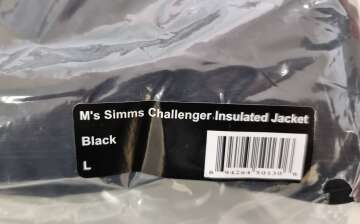 M's Simms Challenger Insulated Jacket
Black
L